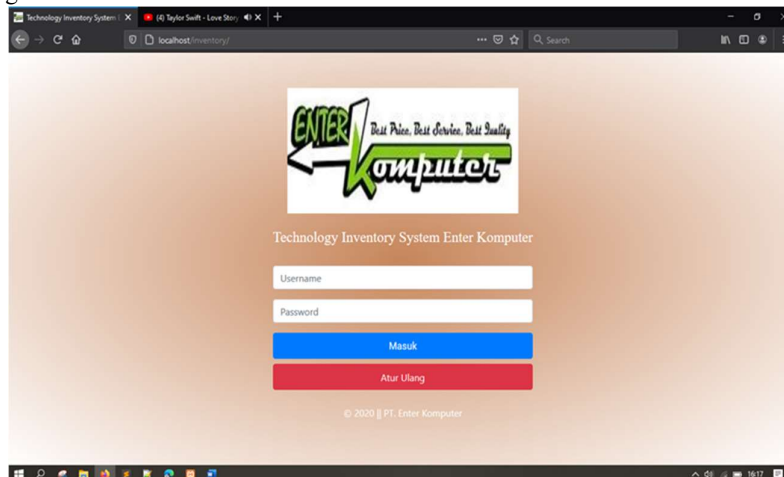 Technology Inventory System
(4) Taylor Swift - Love Story
localhost/inventory/
Search
ENTER
Best Price, Best Service, Best Quality
Komputer
Technology Inventory System Enter Komputer
Username
Password
Masuk
Atur Ulang
© 2020 || PT. Enter Komputer
16:17